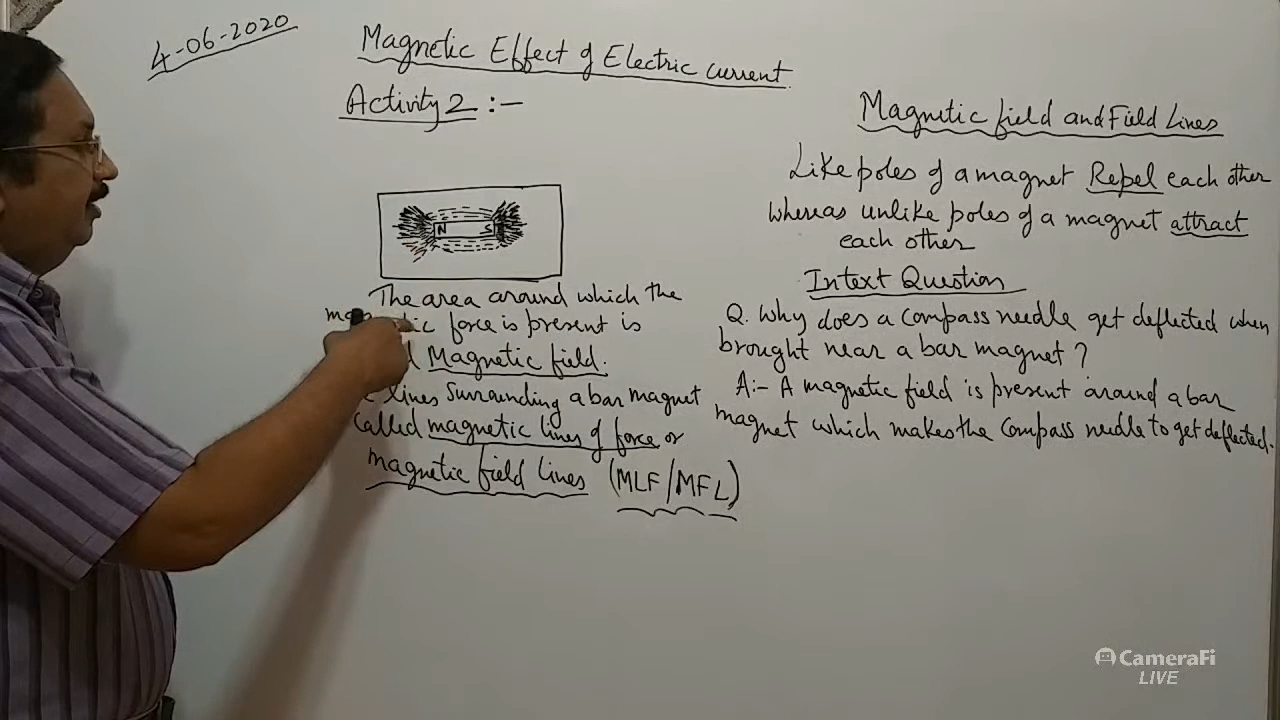 4-06-2020
Magnetic Effect of Electric current
Activity 2 :-
N S
The area around which the
force is present is
Magnetic field.
lines Surrounding a bar magnet
called magnetic lines of force or
magnetic field lines (MLF/MFL)
Magnetic field and Field Lines
Like poles of a magnet Repel each other
whereas unlike poles of a magnet attract
each other
Intext Question
Q. Why does a compass needle get deflected when
brought near a bar magnet?
A:- A magnetic field is present around a bar
magnet which makes the compass needle to get deflected.
CameraFi
LIVE